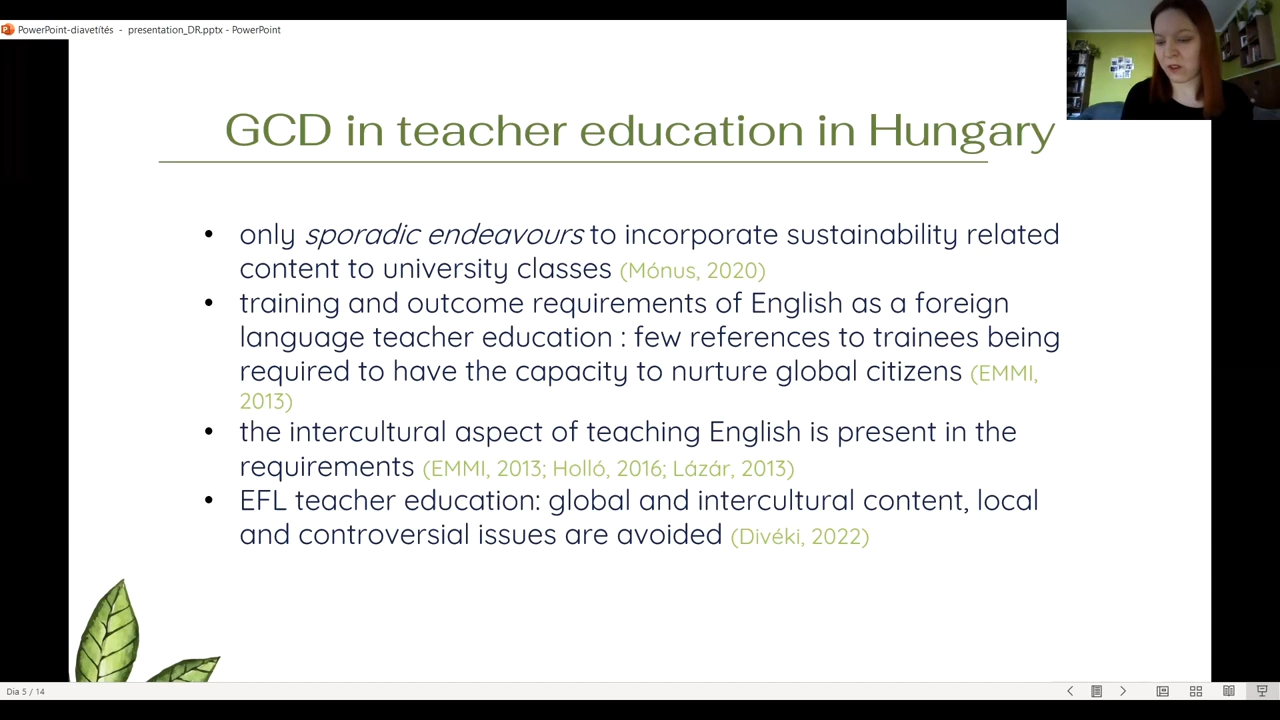 PowerPoint-diavetítés - presentation_DR.pptx - PowerPoint
GCD in teacher education in Hungary
• only sporadic endeavours to incorporate sustainability related
content to university classes (Mónus, 2020)
• training and outcome requirements of English as a foreign
language teacher education : few references to trainees being
required to have the capacity to nurture global citizens (EMMI,
2013)
• the intercultural aspect of teaching English is present in the
requirements (EMMI, 2013; Holló, 2016; Lázár, 2013)
• EFL teacher education: global and intercultural content, local
and controversial issues are avoided (Divéki, 2022)
Dia 5 / 14